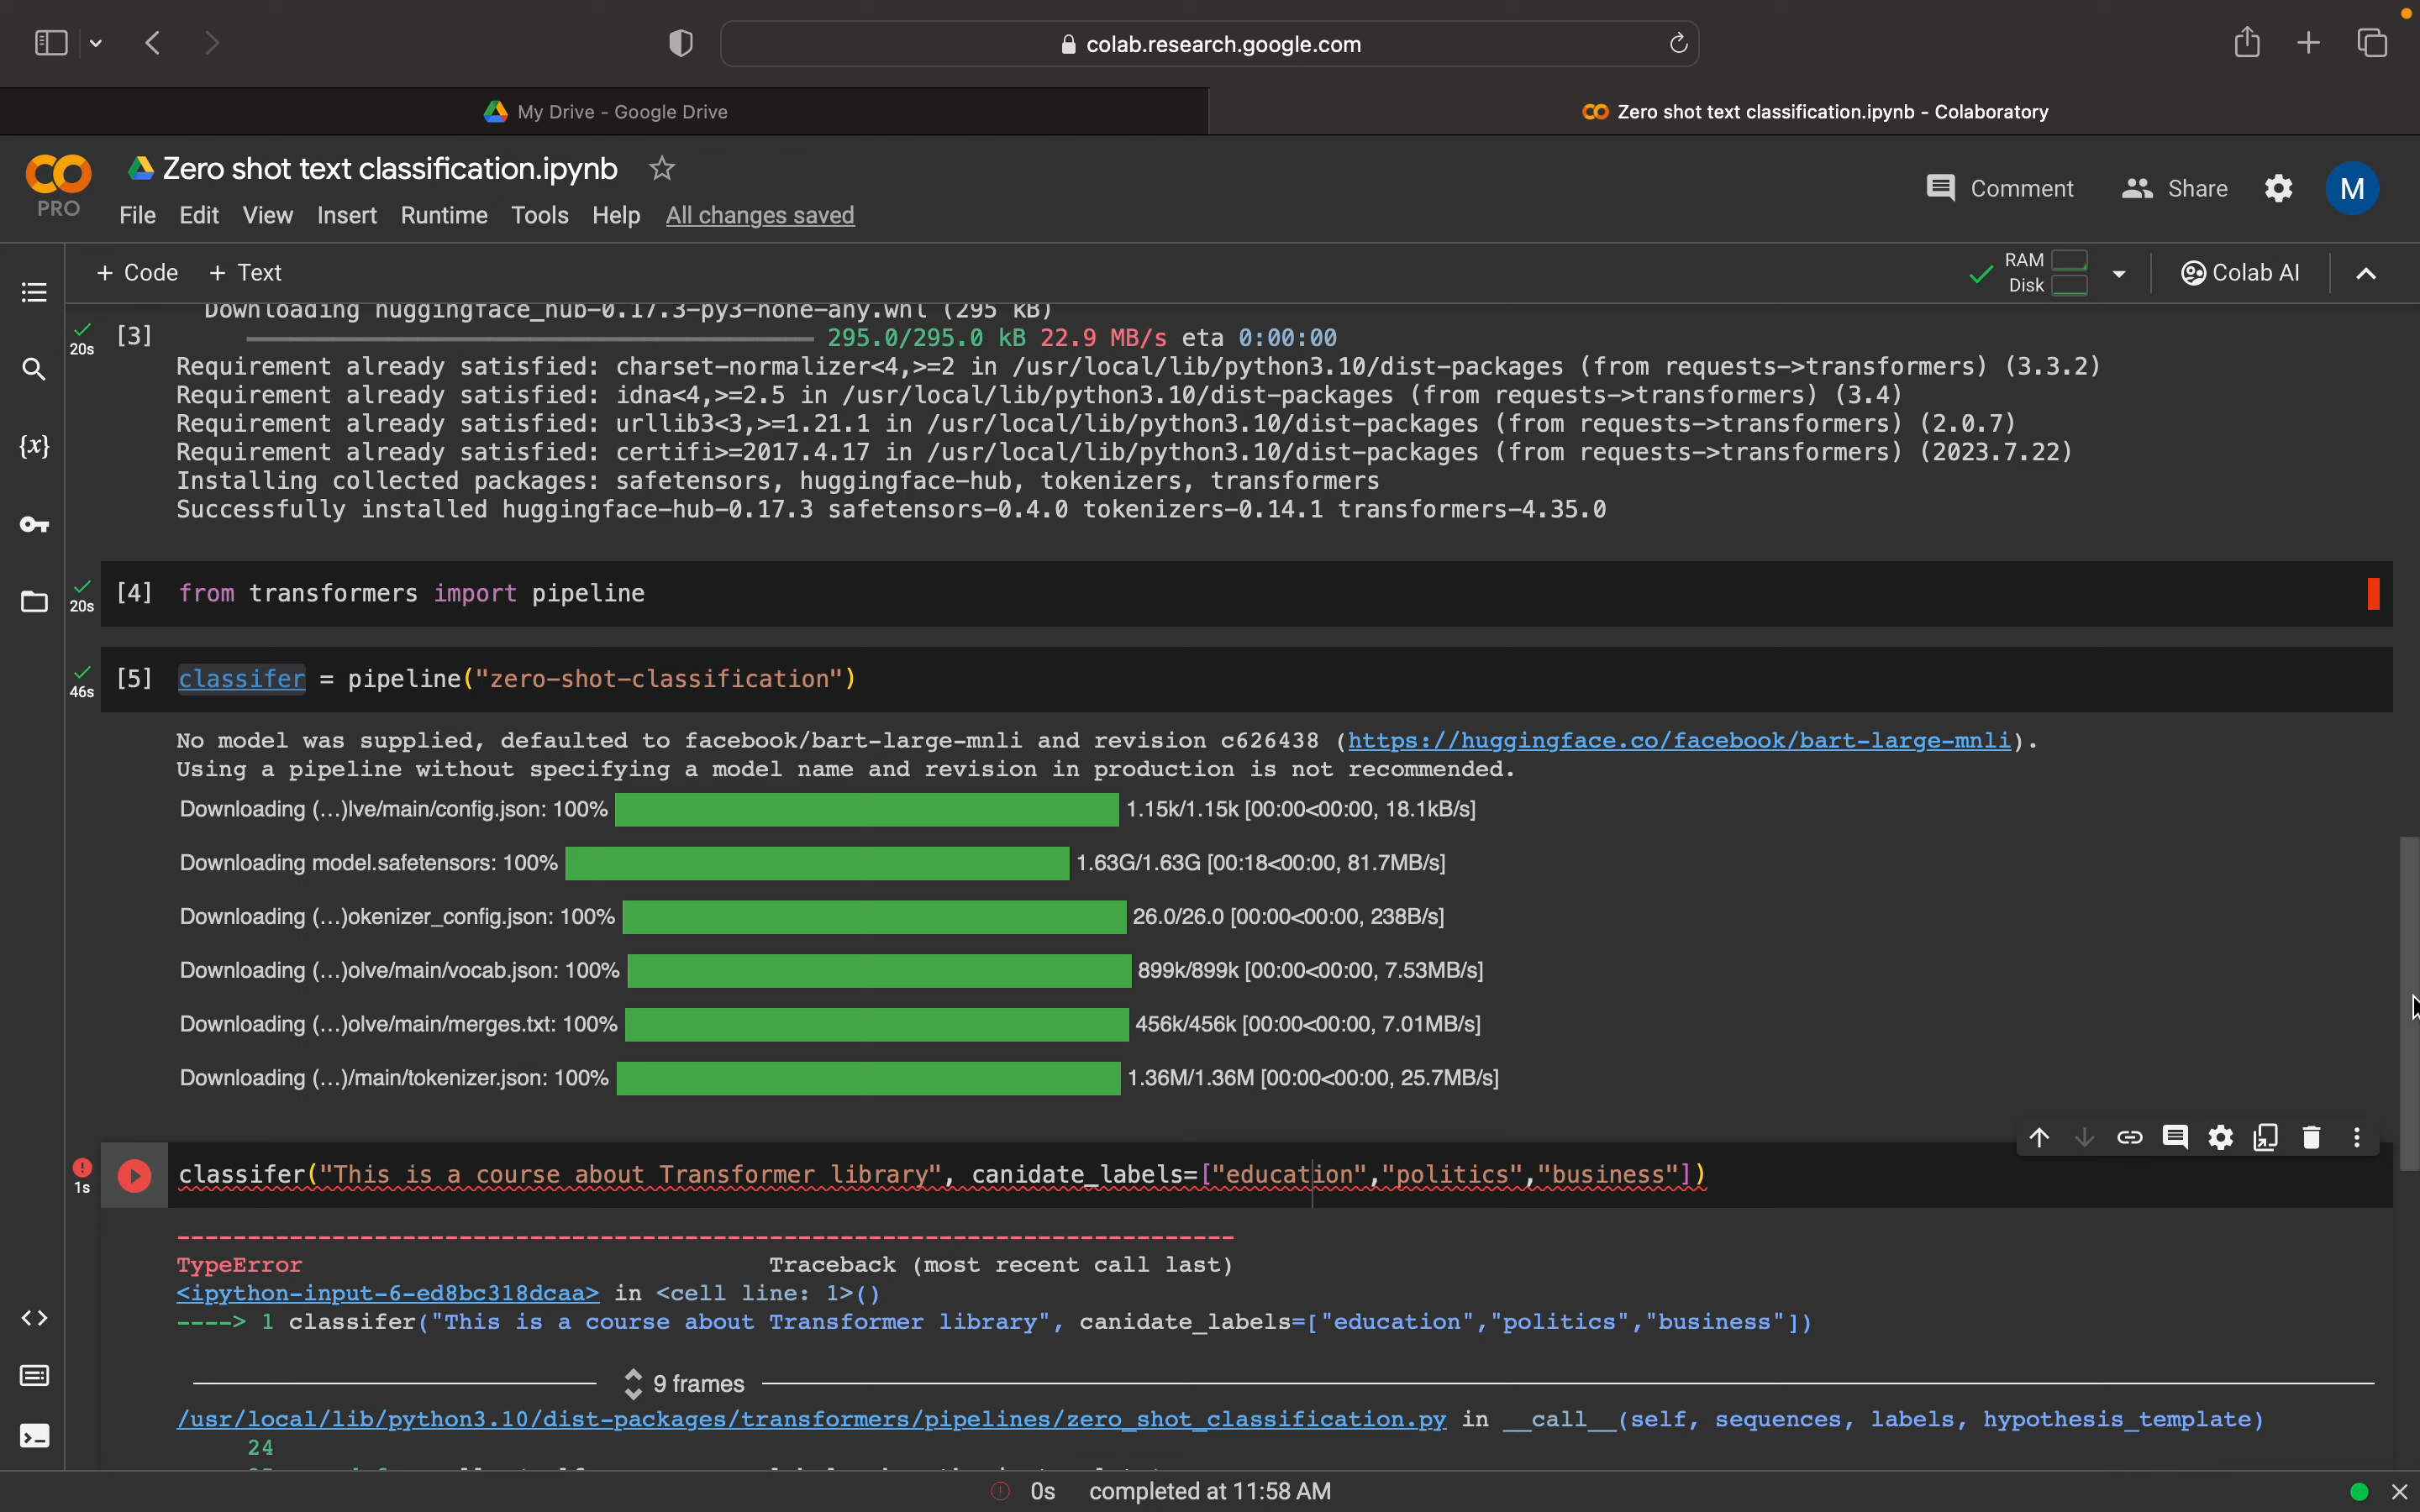 colab.research.google.com
My Drive - Google Drive
Zero shot text classification.ipynb - Colaboratory
Zero shot text classification.ipynb
PRO
File Edit View Insert Runtime Tools Help All changes saved
Comment Share M
+ Code + Text
RAM
Disk
Colab AI
Downloading huggingface_hub-0.17.3-py3-none-any.whl (295 kB)
20s [3] 295.0/295.0 kB 22.9 MB/s eta 0:00:00
Requirement already satisfied: charset-normalizer<4,>=2 in /usr/local/lib/python3.10/dist-packages (from requests->transformers) (3.3.2)
Requirement already satisfied: idna<4,>=2.5 in /usr/local/lib/python3.10/dist-packages (from requests->transformers) (3.4)
Requirement already satisfied: urllib3<3,>=1.21.1 in /usr/local/lib/python3.10/dist-packages (from requests->transformers) (2.0.7)
Requirement already satisfied: certifi>=2017.4.17 in /usr/local/lib/python3.10/dist-packages (from requests->transformers) (2023.7.22)
Installing collected packages: safetensors, huggingface-hub, tokenizers, transformers
Successfully installed huggingface-hub-0.17.3 safetensors-0.4.0 tokenizers-0.14.1 transformers-4.35.0
20s [4] from transformers import pipeline
46s [5] classifer = pipeline("zero-shot-classification")
No model was supplied, defaulted to facebook/bart-large-mnli and revision c626438 (https://huggingface.co/facebook/bart-large-mnli).
Using a pipeline without specifying a model name and revision in production is not recommended.
Downloading (…)lve/main/config.json: 100% 1.15k/1.15k [00:00<00:00, 18.1kB/s]
Downloading model.safetensors: 100% 1.63G/1.63G [00:18<00:00, 81.7MB/s]
Downloading (…)okenizer_config.json: 100% 26.0/26.0 [00:00<00:00, 238B/s]
Downloading (…)olve/main/vocab.json: 100% 899k/899k [00:00<00:00, 7.53MB/s]
Downloading (…)olve/main/merges.txt: 100% 456k/456k [00:00<00:00, 7.01MB/s]
Downloading (…)/main/tokenizer.json: 100% 1.36M/1.36M [00:00<00:00, 25.7MB/s]
1s classifer("This is a course about Transformer library", canidate_labels=["education","politics","business"])
---------------------------------------------------------------------------
TypeError Traceback (most recent call last)
<ipython-input-6-ed8bc318dcaa> in <cell line: 1>()
----> 1 classifer("This is a course about Transformer library", canidate_labels=["education","politics","business"])
9 frames
/usr/local/lib/python3.10/dist-packages/transformers/pipelines/zero_shot_classification.py in __call__(self, sequences, labels, hypothesis_template)
24
0s completed at 11:58 AM